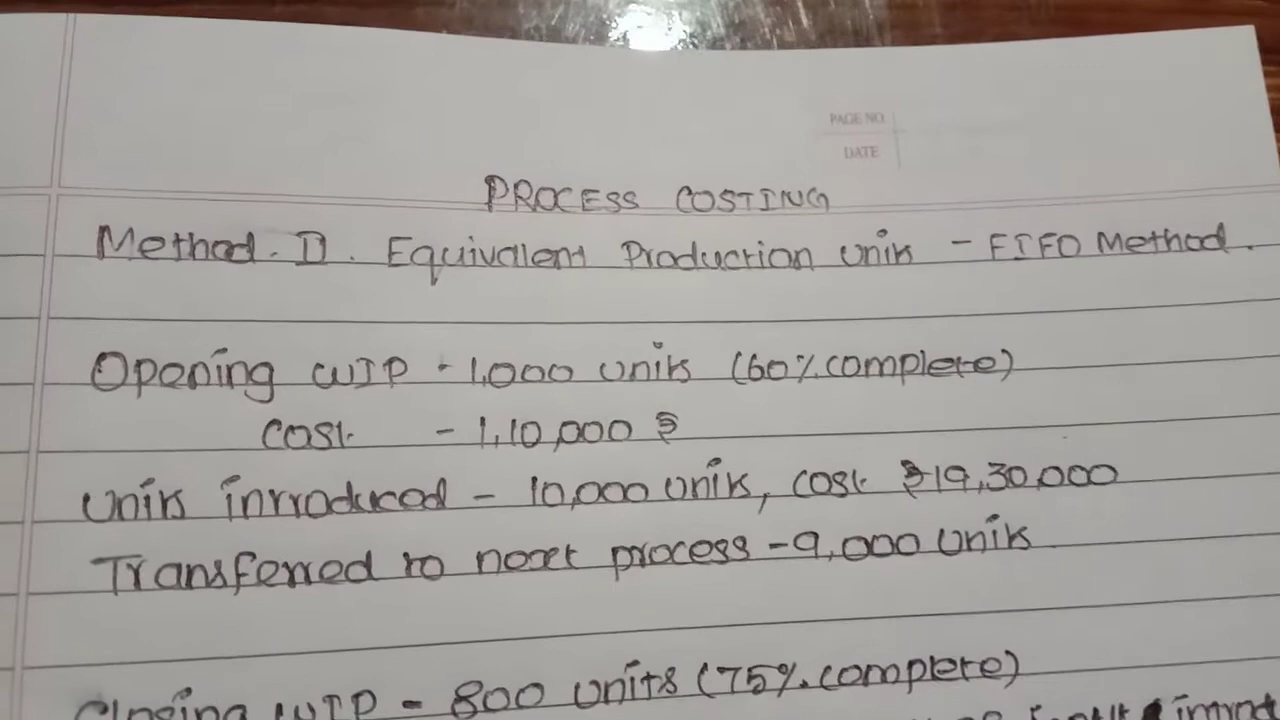 PAGE NO.
DATE
PROCESS COSTING
Method. II. Equivalent Production Units - FIFO Method.
Opening WIP - 1,000 units (60% complete)
cost - 1,10,000 ₹
Units introduced - 10,000 units, cost ₹19,30,000
Transferred to next process - 9,000 units
Closing WIP - 800 units (75% complete)